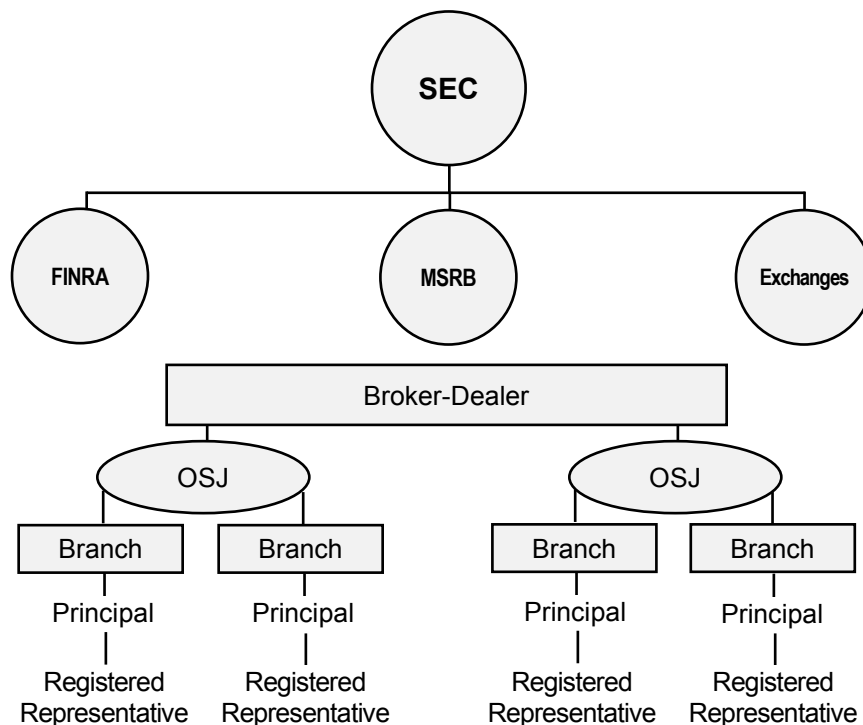 SEC
FINRA
MSRB
Exchanges
Broker-Dealer
OSJ
OSJ
Branch
Branch
Branch
Branch
Principal
Principal
Principal
Principal
Registered
Representative
Registered
Representative
Registered
Representative
Registered
Representative